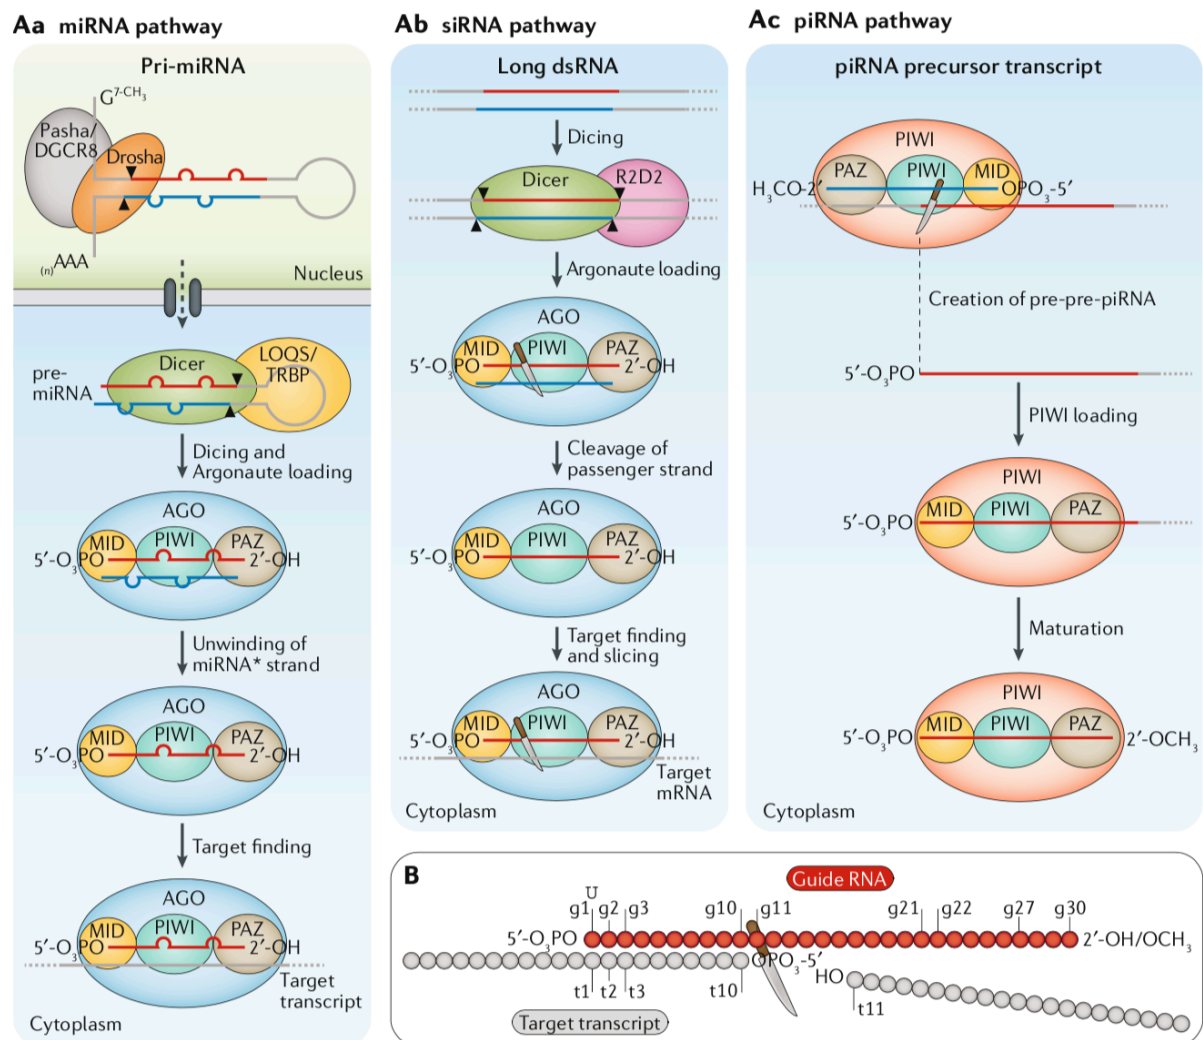 Aa miRNA pathway
Pri-miRNA
G7-CH3
Pasha/
DGCR8
Drosha
(n)AAA
Nucleus
Dicer
LOQS/
TRBP
pre-
miRNA
Dicing and
Argonaute loading
AGO
MID PIWI PAZ
5′-O3PO 2′-OH
Unwinding of
miRNA* strand
AGO
MID PIWI PAZ
5′-O3PO 2′-OH
Target finding
AGO
MID PIWI PAZ
5′-O3PO 2′-OH
Target
transcript
Cytoplasm
Ab siRNA pathway
Long dsRNA
Dicing
Dicer
R2D2
Argonaute loading
AGO
MID PIWI PAZ
5′-O3PO 2′-OH
Cleavage of
passenger strand
AGO
MID PIWI PAZ
5′-O3PO 2′-OH
Target finding
and slicing
AGO
MID PIWI PAZ
5′-O3PO 2′-OH
Target
mRNA
Cytoplasm
Ac piRNA pathway
piRNA precursor transcript
PIWI
PAZ PIWI MID
H3CO-2′ OPO3-5′
Creation of pre-pre-piRNA
5′-O3PO
PIWI loading
PIWI
MID PIWI PAZ
5′-O3PO
Maturation
PIWI
MID PIWI PAZ
5′-O3PO 2′-OCH3
Cytoplasm
B
Guide RNA
U
g1 g2 g3 g10 g11 g21 g22 g27 g30
5′-O3PO 2′-OH/OCH3
OPO3-5′
HO
t1 t2 t3 t10 t11
Target transcript